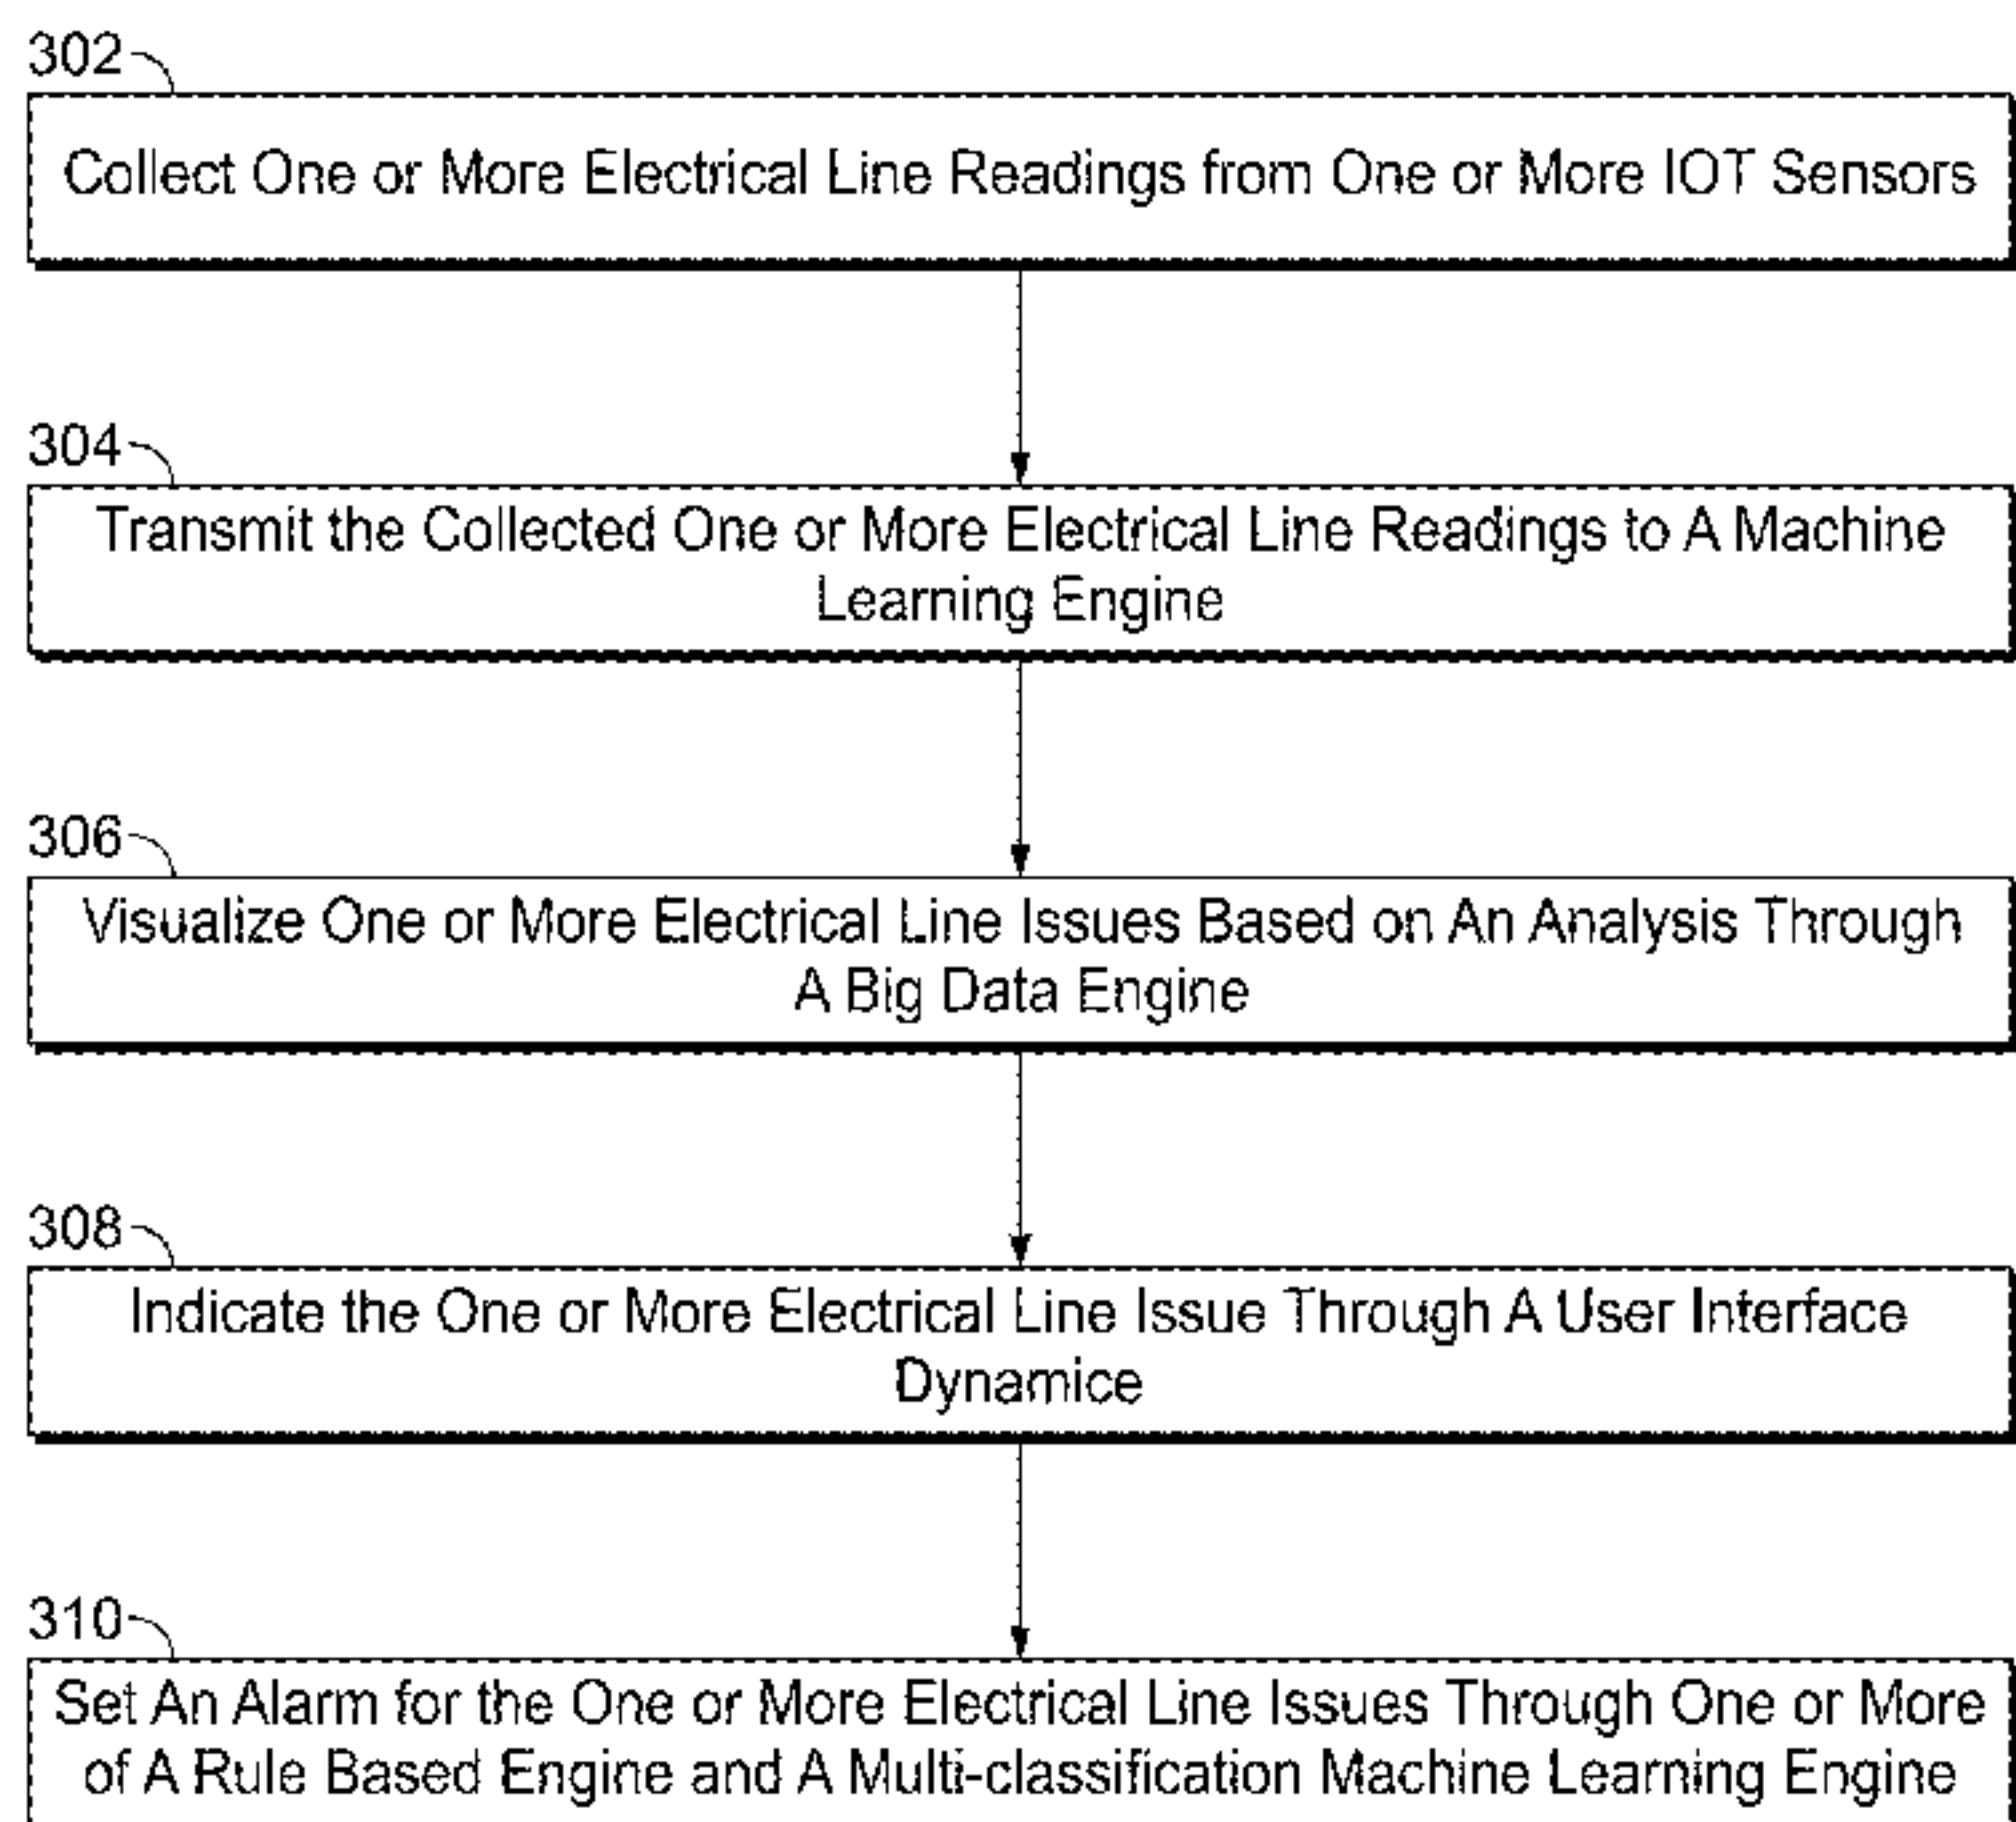 302
Collect One or More Electrical Line Readings from One or More IOT Sensors
304
Transmit the Collected One or More Electrical Line Readings to A Machine
Learning Engine
306
Visualize One or More Electrical Line Issues Based on An Analysis Through
A Big Data Engine
308
Indicate the One or More Electrical Line Issue Through A User Interface
Dynamice
310
Set An Alarm for the One or More Electrical Line Issues Through One or More
of A Rule Based Engine and A Multi-classification Machine Learning Engine